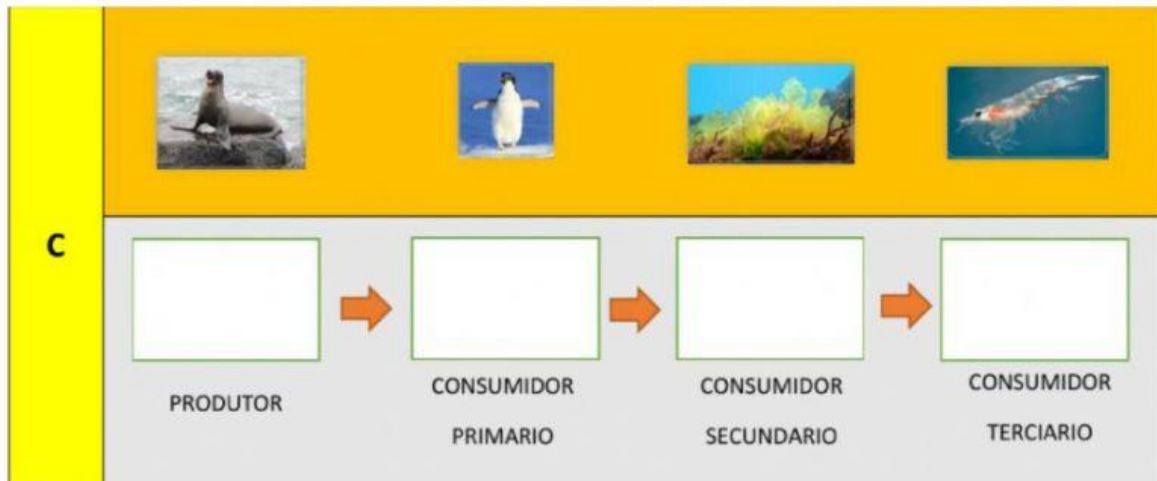 C
PRODUTOR
CONSUMIDOR
PRIMARIO
CONSUMIDOR
SECUNDARIO
CONSUMIDOR
TERCIARIO